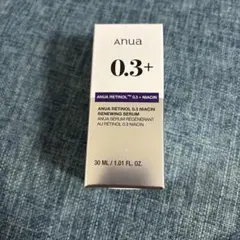 Anua
0.3+
ANUA RETINOL™ 0.3 + NIACIN
ANUA RETINOL 0.3 NIACIN
RENEWING SERUM
ANUA SÉRUM RÉGÉNÉRANT
AU RÉTINOL 0.3 NIACIN
30 ML / 1.01 FL. OZ.